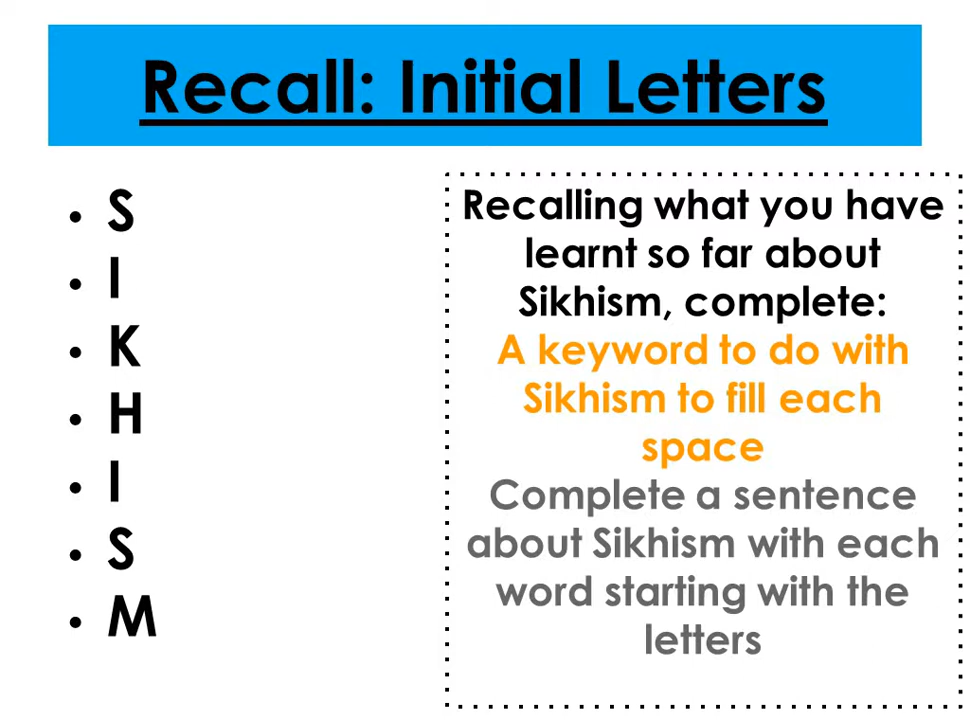 Recall: Initial Letters
• S
• I
• K
• H
• I
• S
• M
Recalling what you have
learnt so far about
Sikhism, complete:
A keyword to do with
Sikhism to fill each
space
Complete a sentence
about Sikhism with each
word starting with the
letters